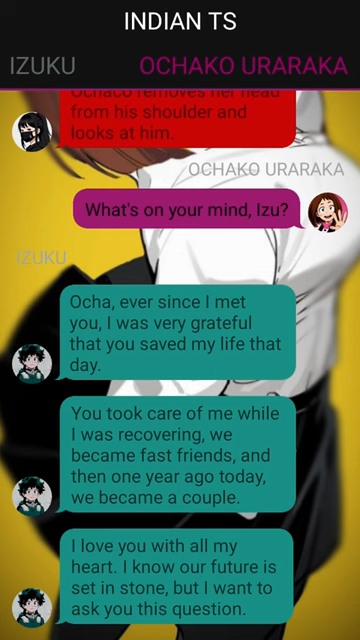 INDIAN TS
IZUKU
OCHAKO URARAKA
Ochaco removes her head
from his shoulder and
looks at him.
OCHAKO URARAKA
What's on your mind, Izu?
IZUKU
Ocha, ever since I met
you, I was very grateful
that you saved my life that
day.
You took care of me while
I was recovering, we
became fast friends, and
then one year ago today,
we became a couple.
I love you with all my
heart. I know our future is
set in stone, but I want to
ask you this question.